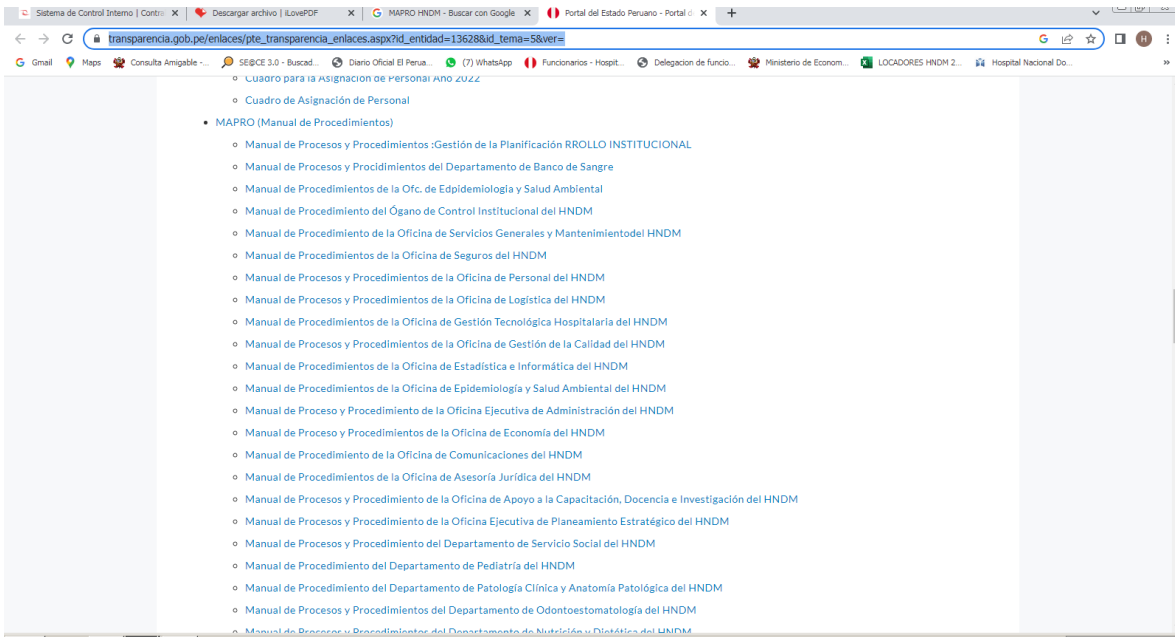 Sistema de Control Interno | Contra
Descargar archivo | iLovePDF
MAPRO HNDM - Buscar con Google
Portal del Estado Peruano - Portal d
transparencia.gob.pe/enlaces/pte_transparencia_enlaces.aspx?id_entidad=13628&id_tema=5&ver=
H
Gmail
Maps
Consulta Amigable -...
SE@CE 3.0 - Buscad...
Diario Oficial El Perua...
(7) WhatsApp
Funcionarios - Hospit...
Delegacion de funcio...
Ministerio de Econom...
LOCADORES HNDM 2...
Hospital Nacional Do...
»
Cuadro para la Asignación de Personal Año 2022
Cuadro de Asignación de Personal
MAPRO (Manual de Procedimientos)
Manual de Procesos y Procedimientos :Gestión de la Planificación RROLLO INSTITUCIONAL
Manual de Procesos y Procidimientos del Departamento de Banco de Sangre
Manual de Procedimientos de la Ofc. de Edpidemiologia y Salud Ambiental
Manual de Procedimiento del Ógano de Control Institucional del HNDM
Manual de Procedimiento de la Oficina de Servicios Generales y Mantenimientodel HNDM
Manual de Procedimientos de la Oficina de Seguros del HNDM
Manual de Procesos y Procedimientos de la Oficina de Personal del HNDM
Manual de Procesos y Procedimientos de la Oficina de Logística del HNDM
Manual de Procedimientos de la Oficina de Gestión Tecnológica Hospitalaria del HNDM
Manual de Procesos y Procedimientos de la Oficina de Gestión de la Calidad del HNDM
Manual de Procedimientos de la Oficina de Estadística e Informática del HNDM
Manual de Procedimientos de la Oficina de Epidemiología y Salud Ambiental del HNDM
Manual de Proceso y Procedimiento de la Oficina Ejecutiva de Administración del HNDM
Manual de Proceso y Procedimientos de la Oficina de Economía del HNDM
Manual de Procedimiento de la Oficina de Comunicaciones del HNDM
Manual de Procedimientos de la Oficina de Asesoría Jurídica del HNDM
Manual de Procesos y Procedimiento de la Oficina de Apoyo a la Capacitación, Docencia e Investigación del HNDM
Manual de Procesos y Procedimiento de la Oficina Ejecutiva de Planeamiento Estratégico del HNDM
Manual de Procesos y Procedimiento del Departamento de Servicio Social del HNDM
Manual de Procedimiento del Departamento de Pediatría del HNDM
Manual de Procedimiento del Departamento de Patología Clínica y Anatomía Patológica del HNDM
Manual de Procesos y Procedimientos del Departamento de Odontoestomatología del HNDM
Manual de Procesos y Procedimientos del Departamento de Nutrición y Dietética del HNDM